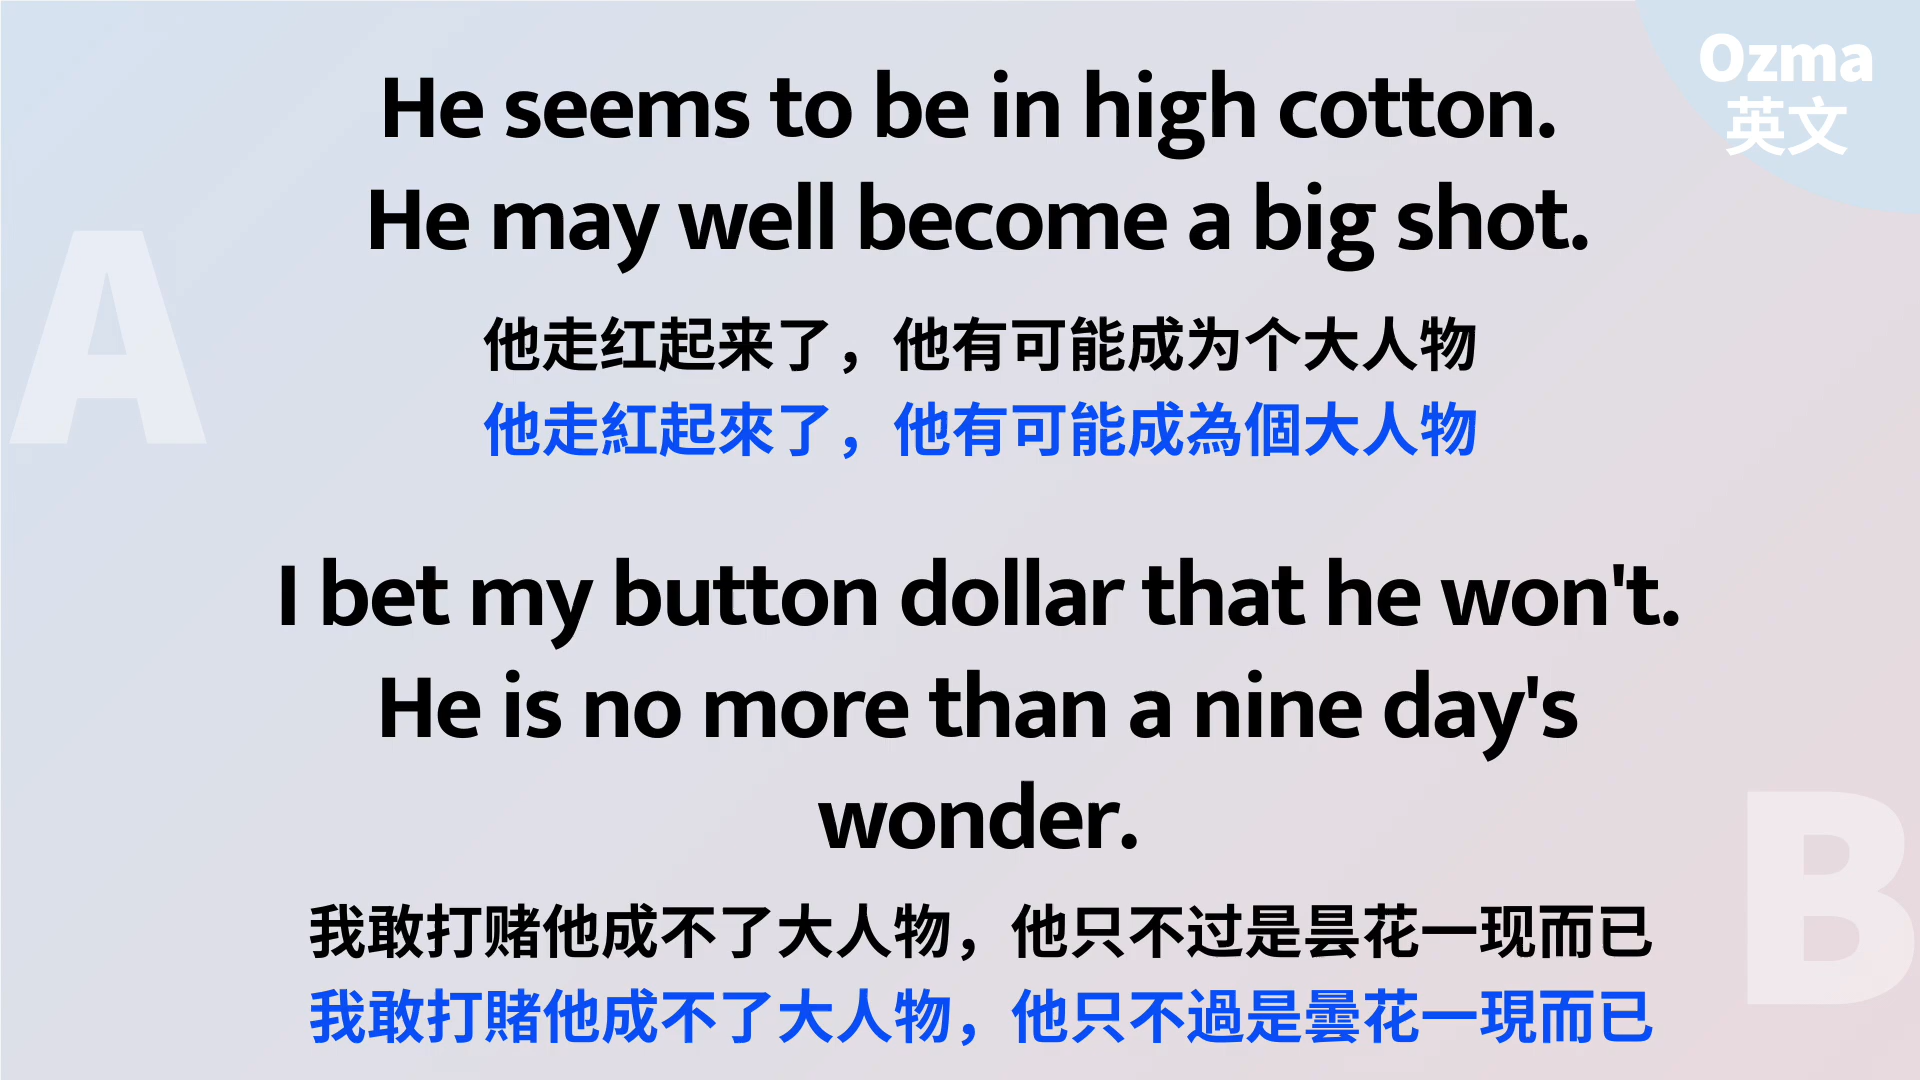 Ozma
英文
He seems to be in high cotton.
He may well become a big shot.
A
他走红起来了，他有可能成为个大人物
他走紅起來了，他有可能成為個大人物
I bet my button dollar that he won't.
He is no more than a nine day's
wonder.
B
我敢打赌他成不了大人物，他只不过是昙花一现而已
我敢打賭他成不了大人物，他只不過是曇花一現而已